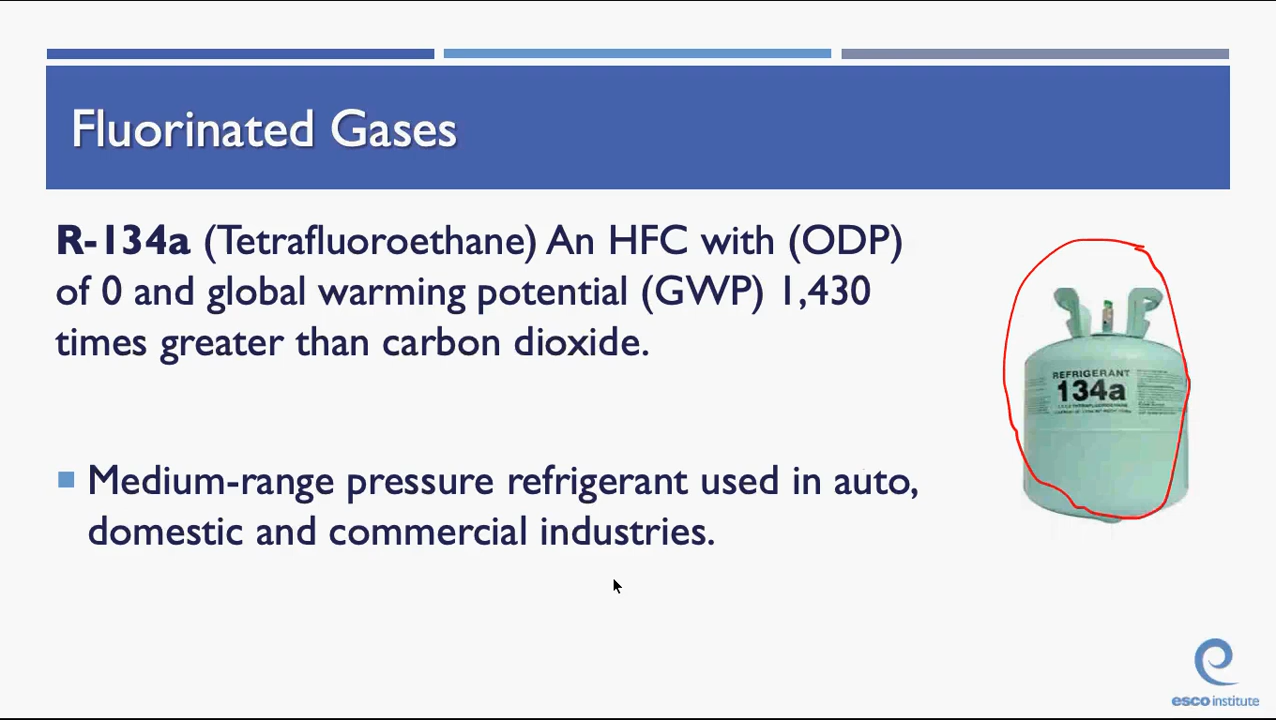 Fluorinated Gases
R-134a (Tetrafluoroethane) An HFC with (ODP)
of 0 and global warming potential (GWP) 1,430
times greater than carbon dioxide.
REFRIGERANT
134a
Medium-range pressure refrigerant used in auto,
domestic and commercial industries.
esco institute